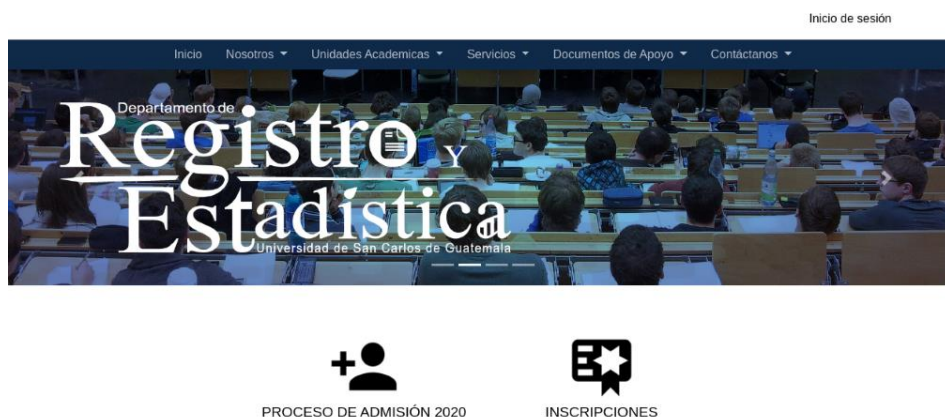 Inicio de sesión
Inicio Nosotros Unidades Academicas Servicios Documentos de Apoyo Contáctanos
Departamento de
Registro Y
Estadística
Universidad de San Carlos de Guatemala
PROCESO DE ADMISIÓN 2020 INSCRIPCIONES